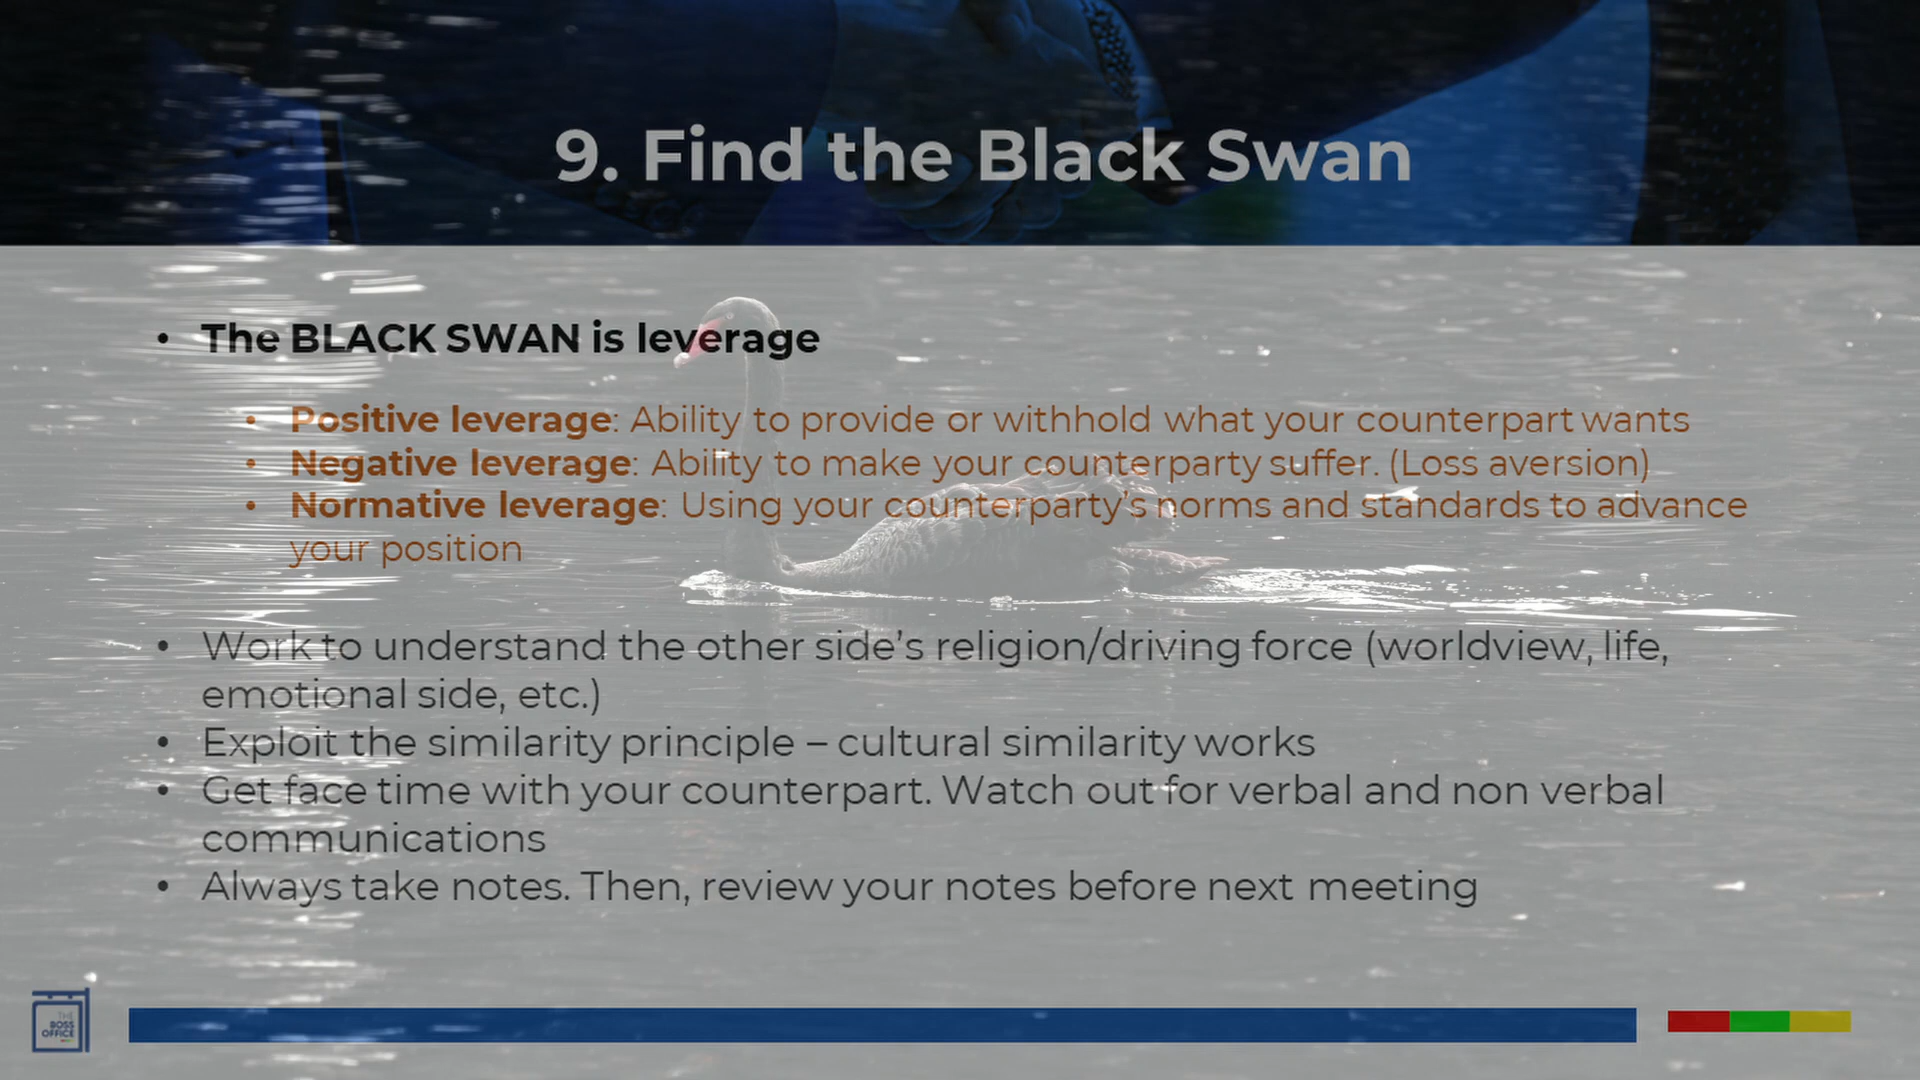 9. Find the Black Swan
• The BLACK SWAN is leverage
• Positive leverage: Ability to provide or withhold what your counterpart wants
• Negative leverage: Ability to make your counterparty suffer. (Loss aversion)
• Normative leverage: Using your counterparty’s norms and standards to advance
your position
• Work to understand the other side’s religion/driving force (worldview, life,
emotional side, etc.)
• Exploit the similarity principle – cultural similarity works
• Get face time with your counterpart. Watch out for verbal and non verbal
communications
• Always take notes. Then, review your notes before next meeting
THE
BOSS
OFFICE